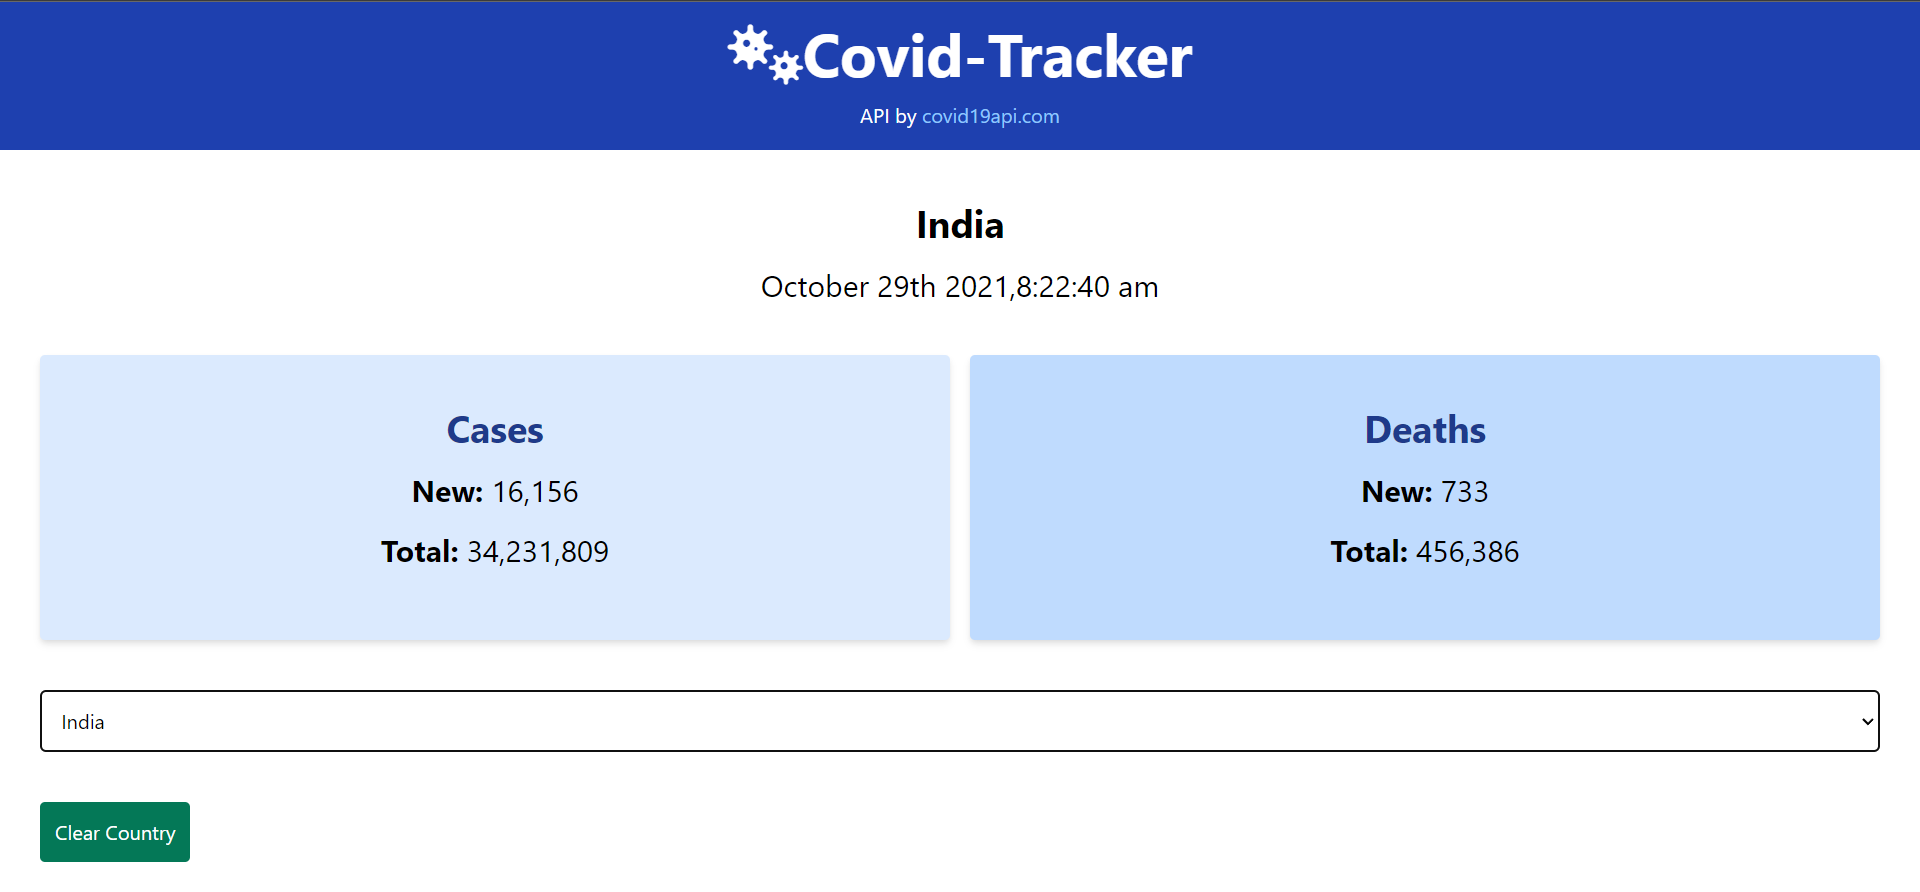 Covid-Tracker
API by covid19api.com
India
October 29th 2021,8:22:40 am
Cases
New: 16,156
Total: 34,231,809
Deaths
New: 733
Total: 456,386
India
Clear Country